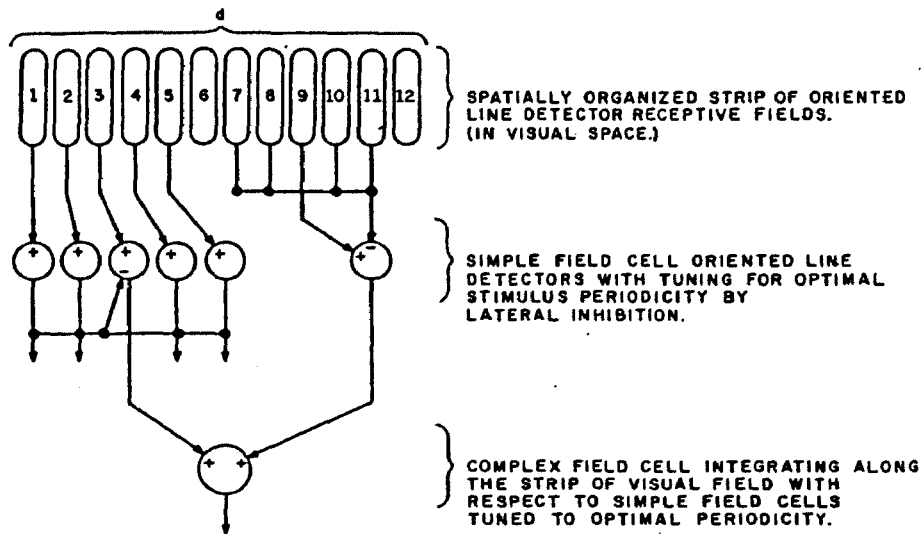 d
1 2 3 4 5 6 7 8 9 10 11 12
SPATIALLY ORGANIZED STRIP OF ORIENTED
LINE DETECTOR RECEPTIVE FIELDS.
(IN VISUAL SPACE.)
+ + + + + + -
-
SIMPLE FIELD CELL ORIENTED LINE
DETECTORS WITH TUNING FOR OPTIMAL
STIMULUS PERIODICITY BY
LATERAL INHIBITION.
+ +
COMPLEX FIELD CELL INTEGRATING ALONG
THE STRIP OF VISUAL FIELD WITH
RESPECT TO SIMPLE FIELD CELLS
TUNED TO OPTIMAL PERIODICITY.